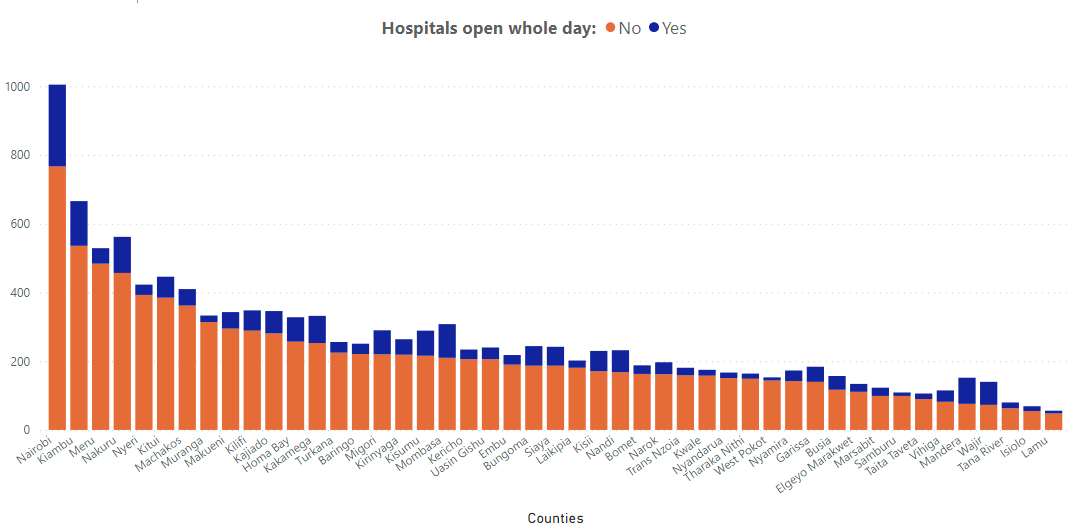 Hospitals open whole day: No Yes
1000
800
600
400
200
0
Nairobi
Kiambu
Meru
Nakuru
Nyeri
Kitui
Machakos
Muranga
Makueni
Kilifi
Kajiado
Homa Bay
Kakamega
Turkana
Baringo
Migori
Kirinyaga
Kisumu
Mombasa
Kericho
Uasin Gishu
Embu
Bungoma
Siaya
Laikipia
Kisii
Nandi
Bomet
Narok
Trans Nzoia
Kwale
Nyandarua
Tharaka Nithi
West Pokot
Nyamira
Garissa
Busia
Elgeyo Marakwet
Marsabit
Samburu
Taita Taveta
Vihiga
Mandera
Wajir
Tana River
Isiolo
Lamu
Counties